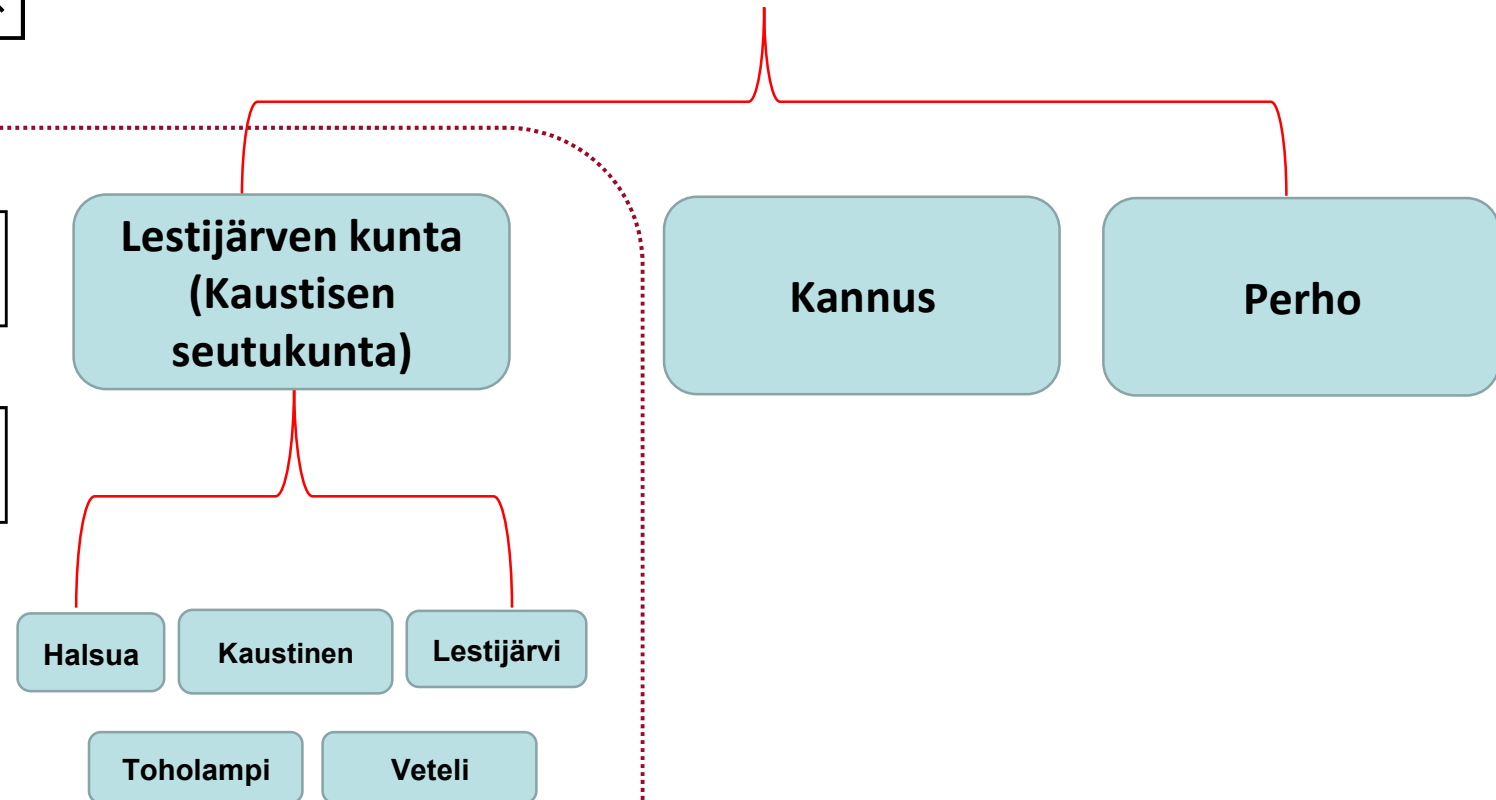 Lestijärven kunta
(Kaustisen
seutukunta)
Kannus
Perho
Halsua
Kaustinen
Lestijärvi
Toholampi
Veteli